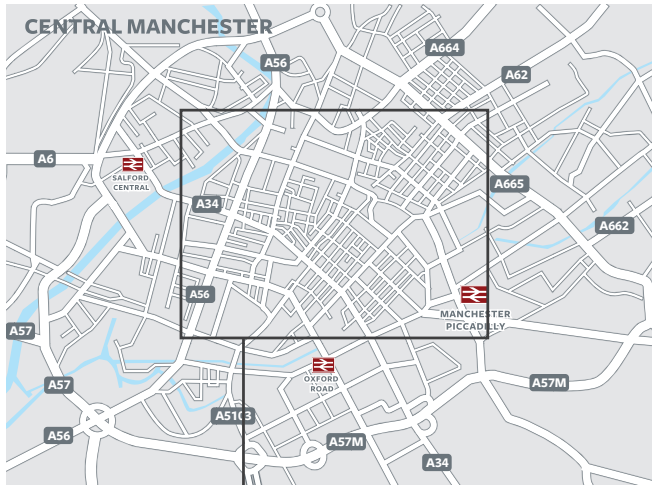 CENTRAL MANCHESTER
A664
A56
A62
A6
SALFORD
CENTRAL
A665
A34
A662
A56
MANCHESTER
PICCADILLY
A57
OXFORD
ROAD
A57
A57M
A5103
A56
A57M
A34